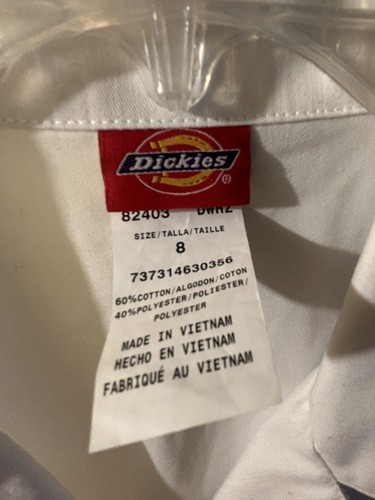 Dickies
®
82403 DWHZ
SIZE/TALLA/TAILLE
8
737314630356
60%COTTON/ALGODON/COTON
40%POLYESTER/POLIESTER/
POLYESTER
MADE IN VIETNAM
HECHO EN VIETNAM
FABRIQUÉ AU VIETNAM